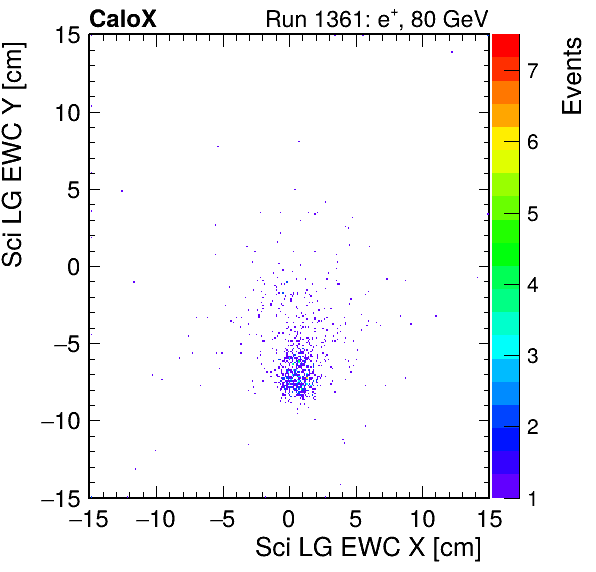 CaloX Run 1361: e+, 80 GeV
Sci LG EWC Y [cm]
15
10
5
0
−5
−10
−15
−15 −10 −5 0 5 10 15
Sci LG EWC X [cm]
Events
7
6
5
4
3
2
1